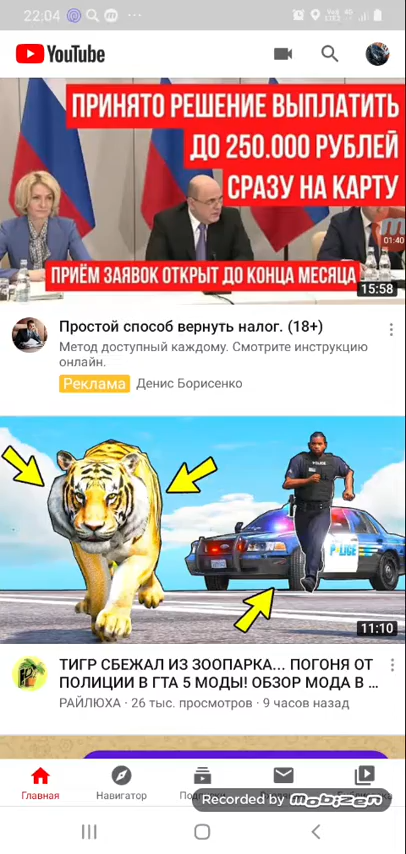 22:04
YouTube
ПРИНЯТО РЕШЕНИЕ ВЫПЛАТИТЬ
ДО 250.000 РУБЛЕЙ
СРАЗУ НА КАРТУ
01:40
ПРИЁМ ЗАЯВОК ОТКРЫТ ДО КОНЦА МЕСЯЦА
15:58
Простой способ вернуть налог. (18+)
Метод доступный каждому. Смотрите инструкцию
онлайн.
Реклама Денис Борисенко
POLICE
11:10
ТИГР СБЕЖАЛ ИЗ ЗООПАРКА... ПОГОНЯ ОТ
ПОЛИЦИИ В ГТА 5 МОДЫ! ОБЗОР МОДА В ...
РАЙЛЮХА · 26 тыс. просмотров · 9 часов назад
Главная
Навигатор
Recorded by Mobizen